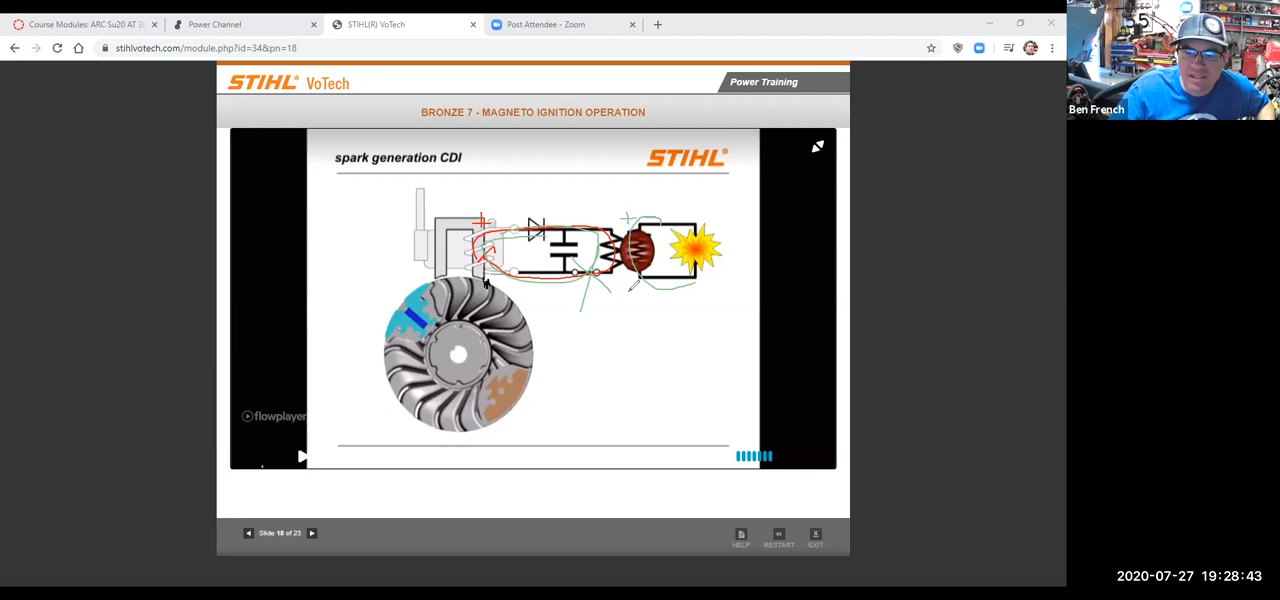 Course Modules: ARC Su20 AT 3
Power Channel
STIHL(R) VoTech
Post Attendee - Zoom
stihlvotech.com/module.php?id=34&pn=18
STIHL® VoTech
Power Training
BRONZE 7 - MAGNETO IGNITION OPERATION
spark generation CDI
STIHL®
flowplayer
Slide 18 of 23
HELP
RESTART
EXIT
Ben French
2020-07-27 19:28:43